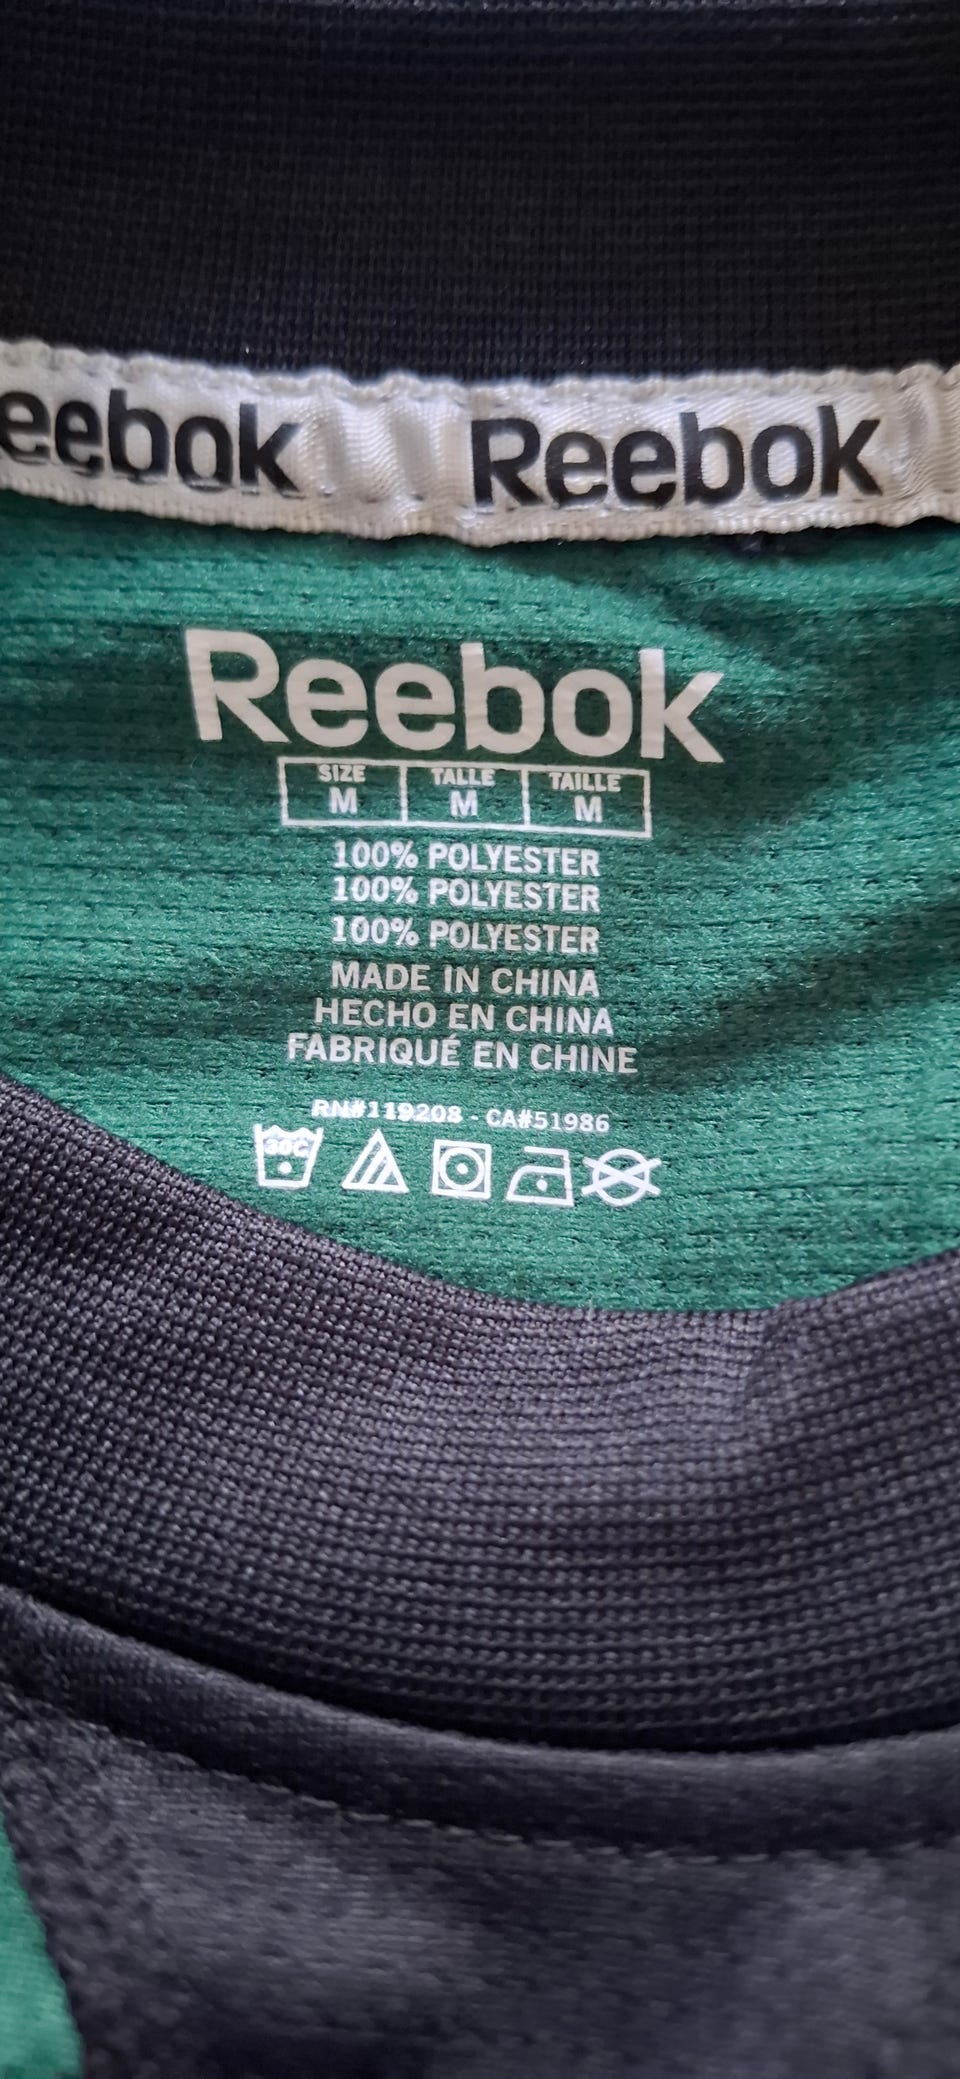 eebok Reebok
Reebok
SIZE TALLE TAILLE
M M M
100% POLYESTER
100% POLYESTER
100% POLYESTER
MADE IN CHINA
HECHO EN CHINA
FABRIQUÉ EN CHINE
RN#119208 - CA#51986
30C